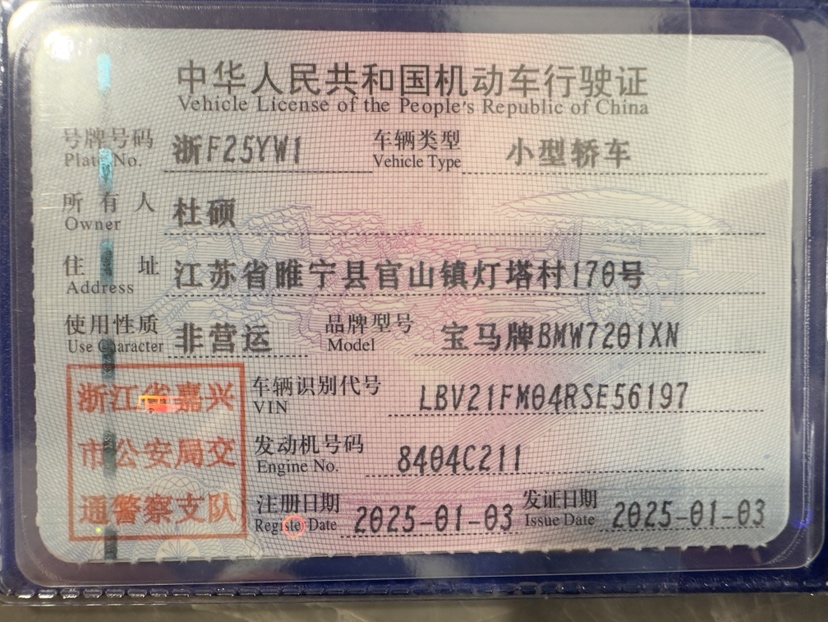 中华人民共和国机动车行驶证
Vehicle License of the People's Republic of China
号牌号码 浙F25YW1 车辆类型 小型轿车
Plate No. Vehicle Type
所有人 杜硕
Owner
住址 江苏省睢宁县官山镇灯塔村170号
Address
使用性质 非营运 品牌型号 宝马牌BMW7201XN
Use Character Model
浙江省嘉兴
市公安局交
通警察支队
车辆识别代号 LBV21FM04RSE56197
VIN
发动机号码 8404C211
Engine No.
注册日期 2025-01-03 发证日期 2025-01-03
Register Date Issue Date